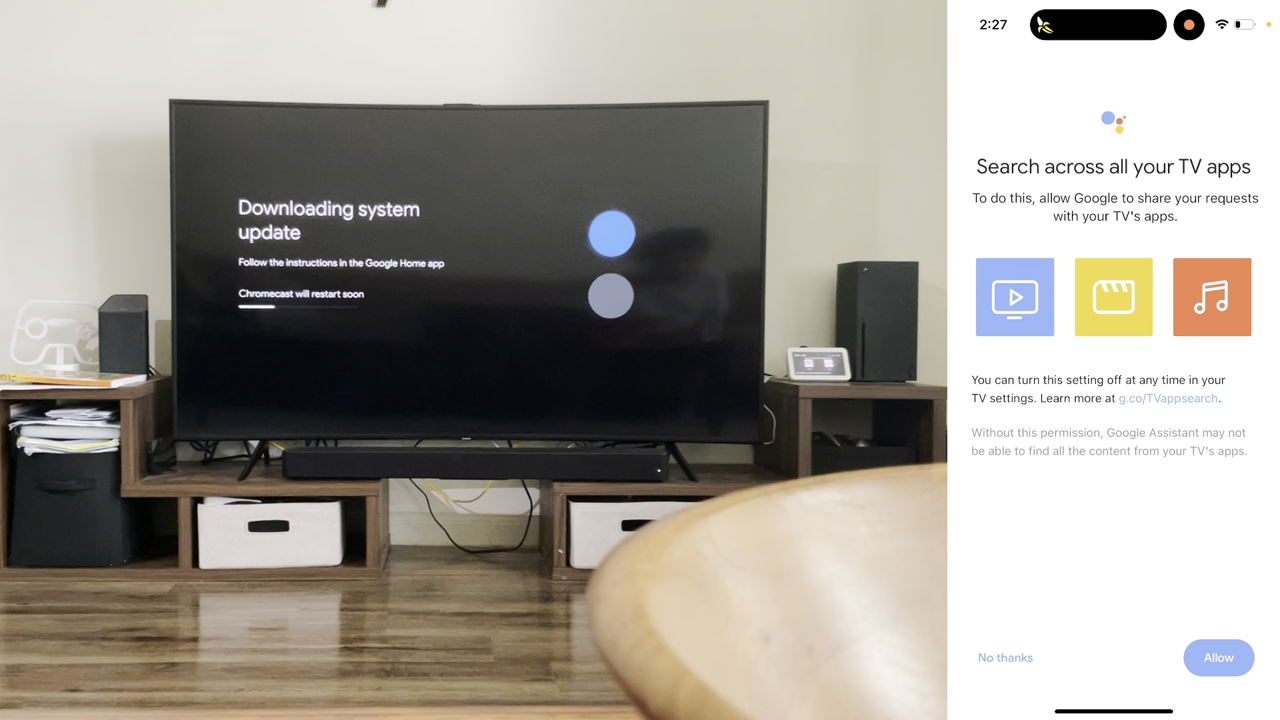 Downloading system
update
Follow the instructions in the Google Home app
Chromecast will restart soon
2:27
Search across all your TV apps
To do this, allow Google to share your requests
with your TV's apps.
You can turn this setting off at any time in your
TV settings. Learn more at g.co/TVappsearch.
Without this permission, Google Assistant may not
be able to find all the content from your TV's apps.
No thanks
Allow